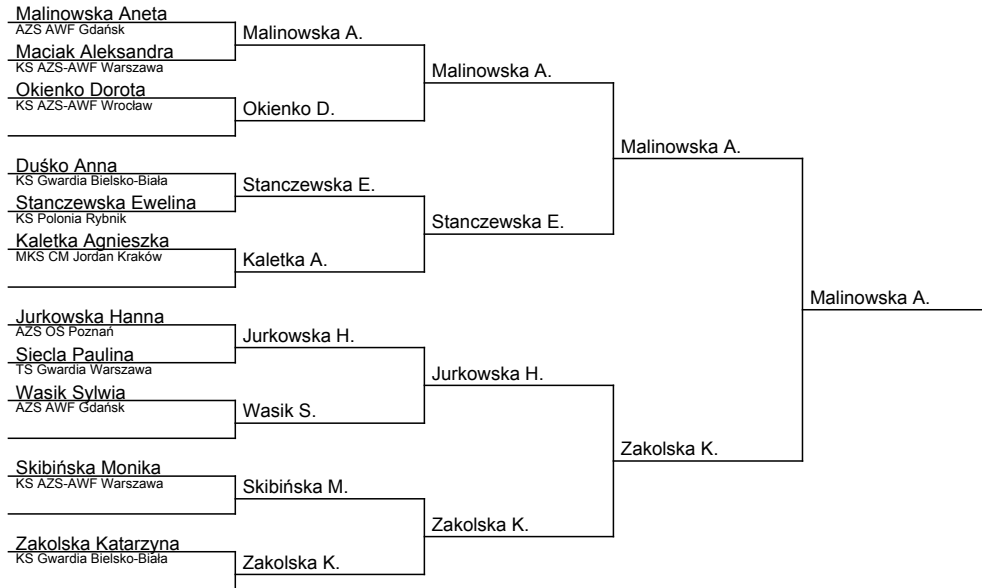 Malinowska Aneta
AZS AWF Gdańsk
Maciak Aleksandra
KS AZS-AWF Warszawa
Okienko Dorota
KS AZS-AWF Wrocław
Duśko Anna
KS Gwardia Bielsko-Biała
Stanczewska Ewelina
KS Polonia Rybnik
Kaletka Agnieszka
MKS CM Jordan Kraków
Jurkowska Hanna
AZS OŚ Poznań
Siecla Paulina
TS Gwardia Warszawa
Wasik Sylwia
AZS AWF Gdańsk
Skibińska Monika
KS AZS-AWF Warszawa
Zakolska Katarzyna
KS Gwardia Bielsko-Biała
Malinowska A.
Okienko D.
Stanczewska E.
Kaletka A.
Jurkowska H.
Wasik S.
Skibińska M.
Zakolska K.
Malinowska A.
Stanczewska E.
Jurkowska H.
Zakolska K.
Malinowska A.
Zakolska K.
Malinowska A.